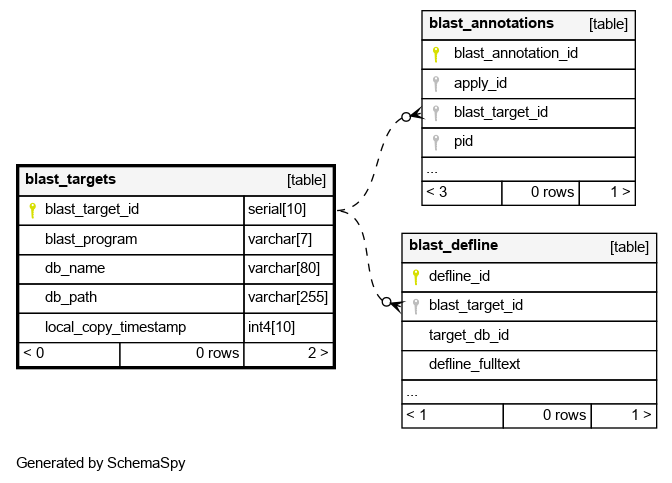 blast_annotations [table]
blast_annotation_id
apply_id
blast_target_id
pid
...
< 3 0 rows 1 >
blast_targets [table]
blast_target_id serial[10]
blast_program varchar[7]
db_name varchar[80]
db_path varchar[255]
local_copy_timestamp int4[10]
< 0 0 rows 2 >
blast_defline [table]
defline_id
blast_target_id
target_db_id
defline_fulltext
...
< 1 0 rows 1 >
Generated by SchemaSpy